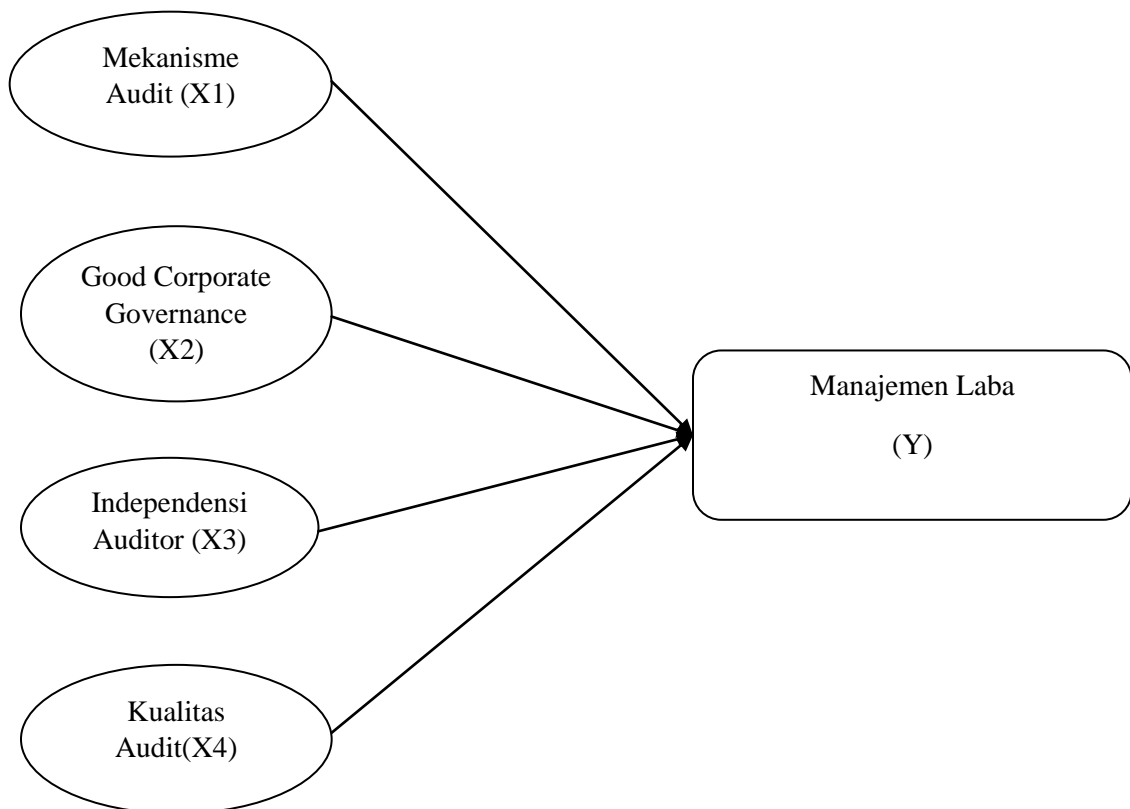 Mekanisme
Audit (X1)
Good Corporate
Governance
(X2)
Independensi
Auditor (X3)
Kualitas
Audit(X4)
Manajemen Laba
(Y)